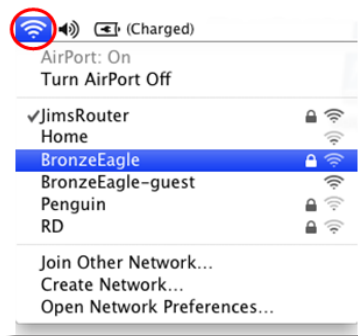 (Charged)
AirPort: On
Turn AirPort Off
✓JimsRouter
Home
BronzeEagle
BronzeEagle-guest
Penguin
RD
Join Other Network...
Create Network...
Open Network Preferences...